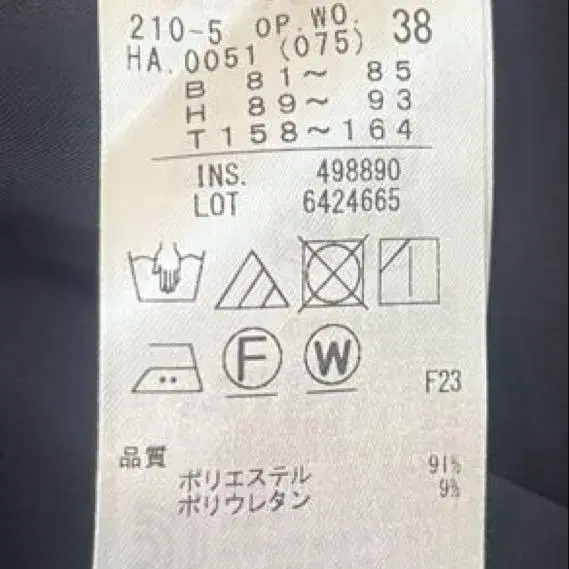 210-5 OP.WO. 38
HA.0051 (075)
B 81～ 85
H 89～ 93
T158～164
INS. 498890
LOT 6424665
F W
F23
品質
ポリエステル 91%
ポリウレタン 9%